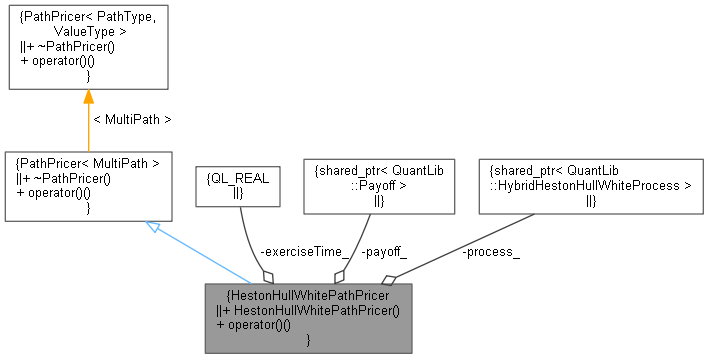 {PathPricer< PathType,
ValueType >
||+ ~PathPricer()
+ operator()()
}
< MultiPath >
{PathPricer< MultiPath >
||+ ~PathPricer()
+ operator()()
}
{QL_REAL
||}
{shared_ptr< QuantLib
::Payoff >
||}
{shared_ptr< QuantLib
::HybridHestonHullWhiteProcess >
||}
-exerciseTime_
-payoff_
-process_
{HestonHullWhitePathPricer
||+ HestonHullWhitePathPricer()
+ operator()()
}